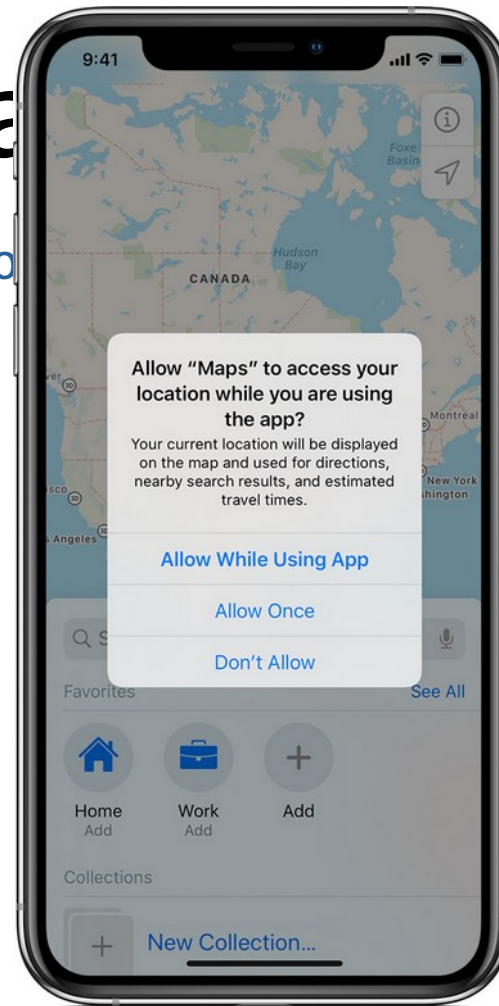 9:41
Foxe
Basin
Hudson
Bay
CANADA
Allow “Maps” to access your
location while you are using
the app?
Your current location will be displayed
on the map and used for directions,
nearby search results, and estimated
travel times.
Montréal
New York
Angeles
Allow While Using App
Allow Once
Don’t Allow
Favorites
See All
Home
Add
Work
Add
Add
Collections
New Collection...